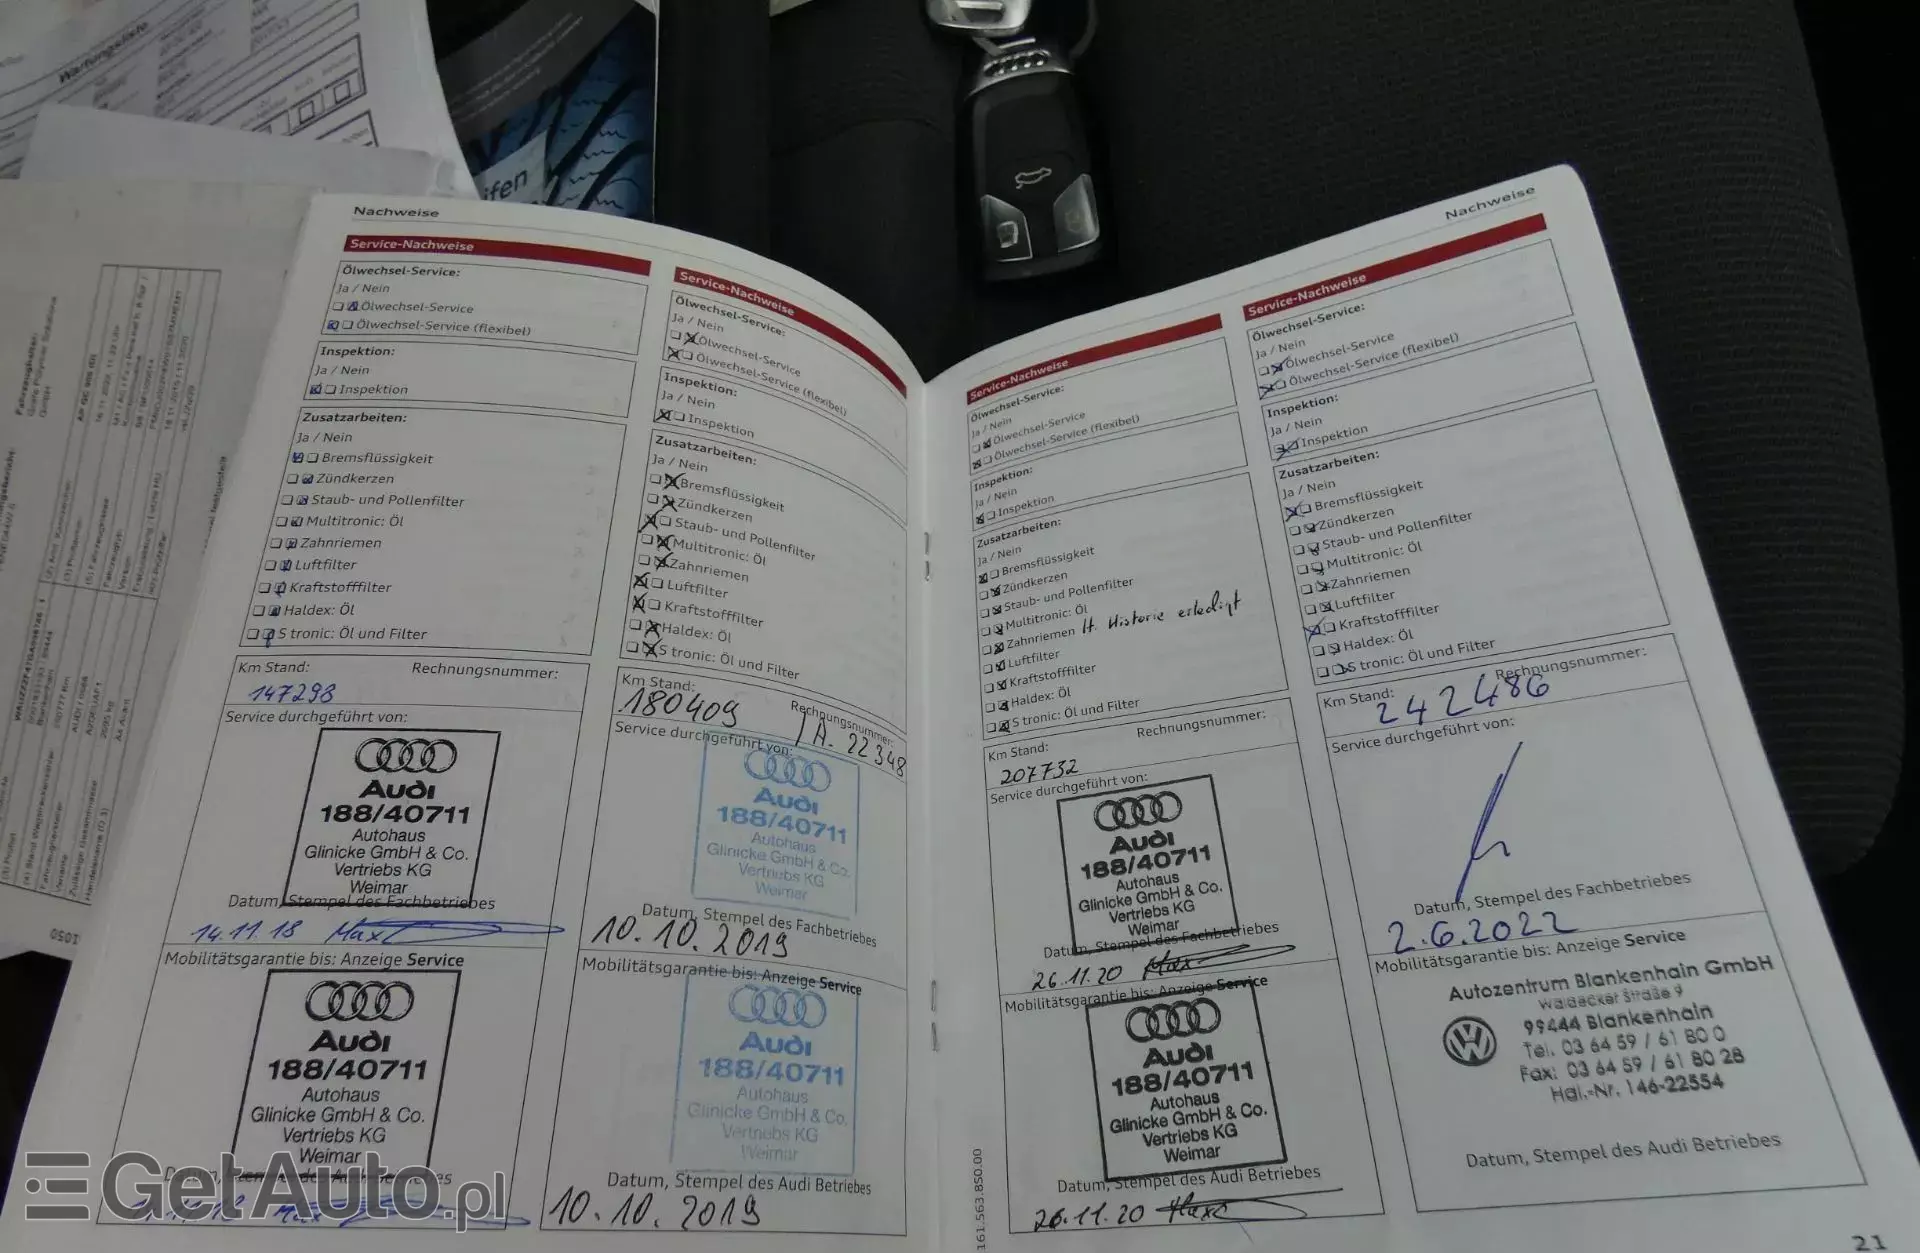 Wartungsliste
ifen
Nachweise
Service-Nachweise
Ölwechsel-Service:
Ja / Nein
Ölwechsel-Service
Ölwechsel-Service (flexibel)
Inspektion:
Ja / Nein
Inspektion
Zusatzarbeiten:
Ja / Nein
Bremsflüssigkeit
Zündkerzen
Staub- und Pollenfilter
Multitronic: Öl
Zahnriemen
Luftfilter
Kraftstofffilter
Haldex: Öl
S tronic: Öl und Filter
Km Stand: Rechnungsnummer:
147293
Service durchgeführt von:
Audi
188/40711
Autohaus
Glinicke GmbH & Co.
Vertriebs KG
Weimar
Datum, Stempel des Fachbetriebes
14.11.18
Mobilitätsgarantie bis: Anzeige Service
Audi
188/40711
Autohaus
Glinicke GmbH & Co.
Vertriebs KG
Weimar
Service-Nachweise
Ölwechsel-Service:
Ja / Nein
Ölwechsel-Service
Ölwechsel-Service (flexibel)
Inspektion:
Ja / Nein
Inspektion
Zusatzarbeiten:
Ja / Nein
Bremsflüssigkeit
Zündkerzen
Staub- und Pollenfilter
Multitronic: Öl
Zahnriemen
Luftfilter
Kraftstofffilter
Haldex: Öl
S tronic: Öl und Filter
Km Stand: Rechnungsnummer:
180409 1A-22348
Service durchgeführt von:
Audi
188/40711
Autohaus
Glinicke GmbH & Co.
Vertriebs KG
Weimar
Datum, Stempel des Fachbetriebes
10.10.2019
Mobilitätsgarantie bis: Anzeige Service
Audi
188/40711
Autohaus
Glinicke GmbH & Co.
Vertriebs KG
Weimar
Datum, Stempel des Audi Betriebes
10.10.2019
Service-Nachweise
Ölwechsel-Service:
Ja / Nein
Ölwechsel-Service
Ölwechsel-Service (flexibel)
Inspektion:
Ja / Nein
Inspektion
Zusatzarbeiten:
Ja / Nein
Bremsflüssigkeit
Zündkerzen
Staub- und Pollenfilter
Multitronic: Öl
Zahnriemen lt. Historie erledigt
Luftfilter
Kraftstofffilter
Haldex: Öl
S tronic: Öl und Filter
Km Stand: Rechnungsnummer:
207732
Service durchgeführt von:
Audi
188/40711
Autohaus
Glinicke GmbH & Co.
Vertriebs KG
Weimar
Datum, Stempel des Fachbetriebes
26.11.20
Mobilitätsgarantie bis: Anzeige Service
Audi
188/40711
Autohaus
Glinicke GmbH & Co.
Vertriebs KG
Weimar
Datum, Stempel des Audi Betriebes
26.11.20
161.563.850.00
Nachweise
Service-Nachweise
Ölwechsel-Service:
Ja / Nein
Ölwechsel-Service
Ölwechsel-Service (flexibel)
Inspektion:
Ja / Nein
Inspektion
Zusatzarbeiten:
Ja / Nein
Bremsflüssigkeit
Zündkerzen
Staub- und Pollenfilter
Multitronic: Öl
Zahnriemen
Luftfilter
Kraftstofffilter
Haldex: Öl
S tronic: Öl und Filter
Km Stand: Rechnungsnummer:
242486
Service durchgeführt von:
Datum, Stempel des Fachbetriebes
2.6.2022
Mobilitätsgarantie bis: Anzeige Service
Autozentrum Blankenhain GmbH
Waldecker Straße 9
99444 Blankenhain
Tel. 03 64 59 / 61 80 0
Fax: 03 64 59 / 61 80 28
Hdl.-Nr. 146-22554
Datum, Stempel des Audi Betriebes
21
GetAuto.pl